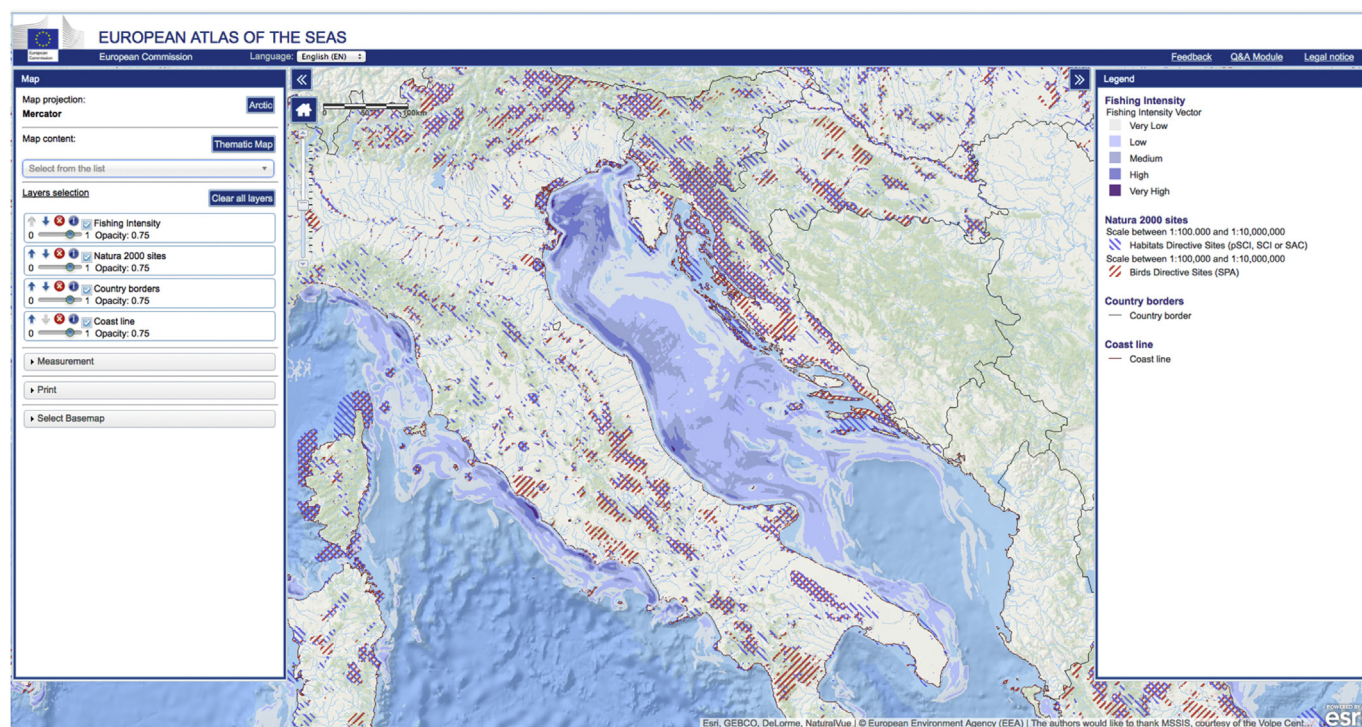 EUROPEAN ATLAS OF THE SEAS
European Commission
European Commission
Language: English (EN)
Feedback Q&A Module Legal notice
Map
Map projection:
Mercator
Arctic
Map content:
Thematic Map
Select from the list
Layers selection
Clear all layers
Fishing Intensity
0 1 Opacity: 0.75
Natura 2000 sites
0 1 Opacity: 0.75
Country borders
0 1 Opacity: 0.75
Coast line
0 1 Opacity: 0.75
Measurement
Print
Select Basemap
0 50 100km
Legend
Fishing Intensity
Fishing Intensity Vector
Very Low
Low
Medium
High
Very High
Natura 2000 sites
Scale between 1:100.000 and 1:10,000,000
Habitats Directive Sites (pSCI, SCI or SAC)
Scale between 1:100,000 and 1:10,000,000
Birds Directive Sites (SPA)
Country borders
Country border
Coast line
Coast line
Esri, GEBCO, DeLorme, NaturalVue | © European Environment Agency (EEA) | The authors would like to thank MSSIS, courtesy of the Volpe Cent...
POWERED BY
esri